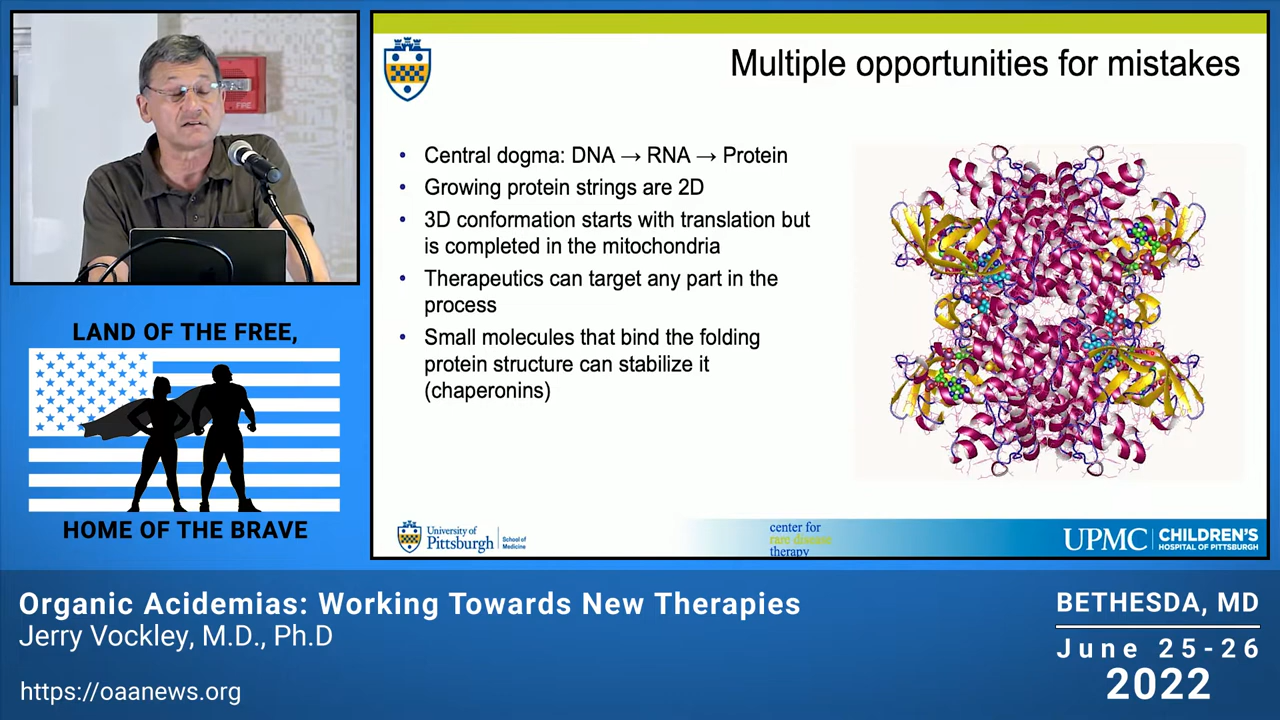 FIRE
Multiple opportunities for mistakes
• Central dogma: DNA → RNA → Protein
• Growing protein strings are 2D
• 3D conformation starts with translation but
is completed in the mitochondria
• Therapeutics can target any part in the
process
• Small molecules that bind the folding
protein structure can stabilize it
(chaperonins)
University of
Pittsburgh
School of
Medicine
center for
rare disease
therapy
UPMC
CHILDREN'S
HOSPITAL OF PITTSBURGH
LAND OF THE FREE,
HOME OF THE BRAVE
Organic Acidemias: Working Towards New Therapies
Jerry Vockley, M.D., Ph.D
https://oaanews.org
BETHESDA, MD
June 25-26
2022